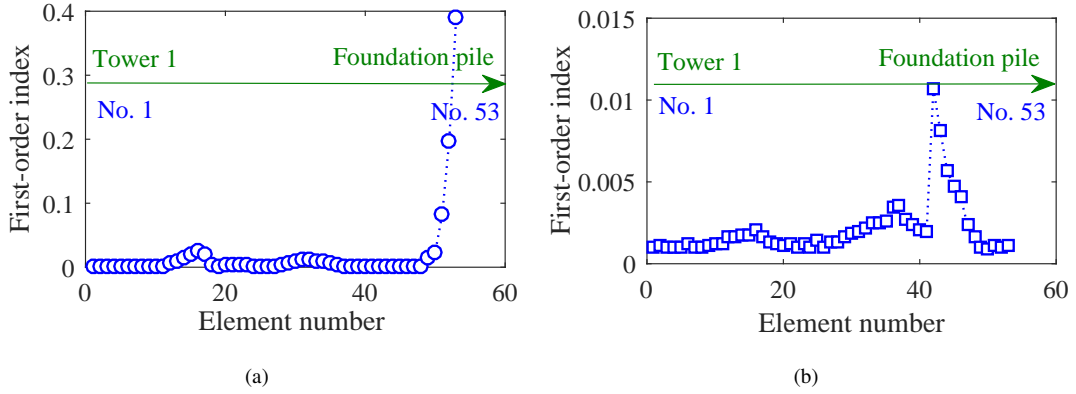 0.4
0.3
0.2
0.1
0
First-order index
Tower 1
Foundation pile
No. 1
No. 53
0
20
40
60
Element number
(a)
0.015
0.01
0.005
0
First-order index
Tower 1
Foundation pile
No. 1
No. 53
0
20
40
60
Element number
(b)